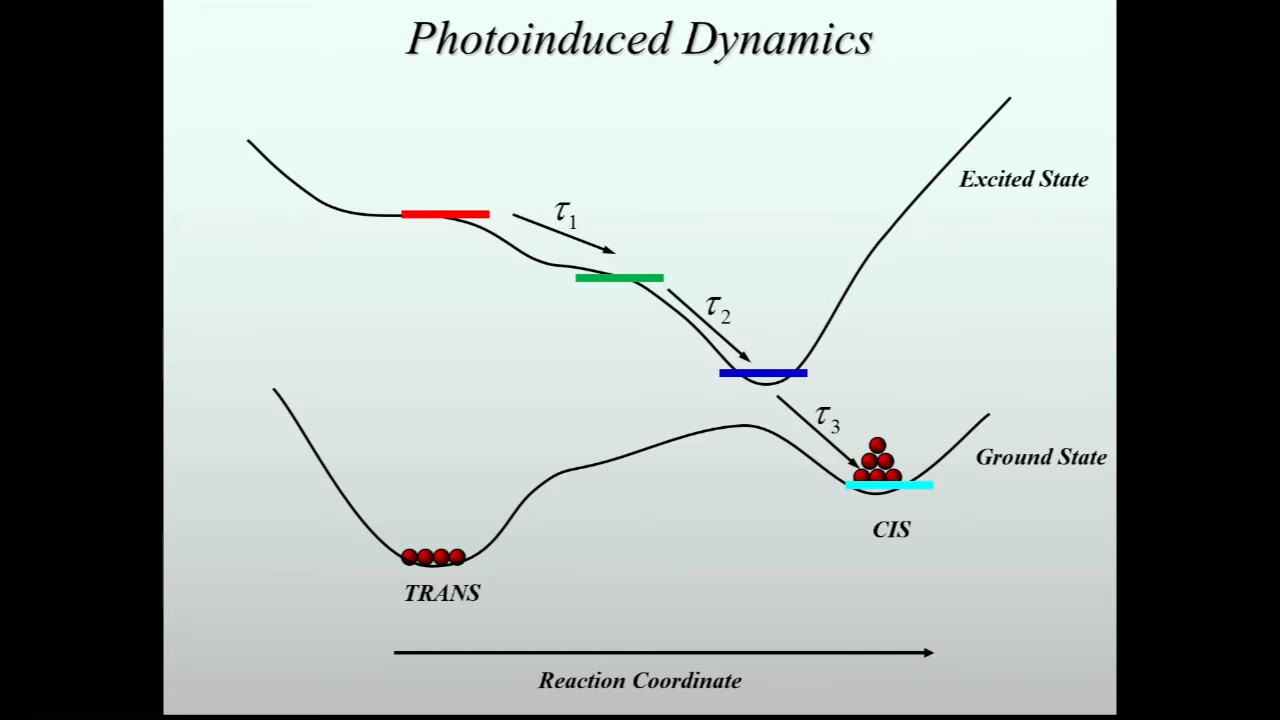 Photoinduced Dynamics
Excited State
τ1
τ2
τ3
Ground State
CIS
TRANS
Reaction Coordinate